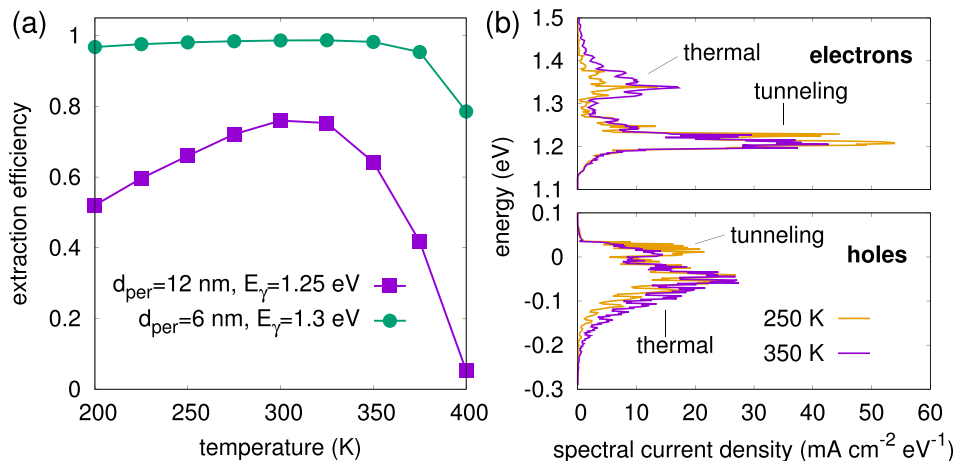 (a)
1
0.8
0.6
0.4
0.2
0
extraction efficiency
d_per=12 nm, E_γ=1.25 eV
d_per=6 nm, E_γ=1.3 eV
200 250 300 350 400
temperature (K)
(b)
1.5
1.4
1.3
1.2
1.1
thermal
electrons
tunneling
energy (eV)
0.1
0
-0.1
-0.2
-0.3
tunneling
holes
thermal
250 K
350 K
0 10 20 30 40 50 60
spectral current density (mA cm⁻² eV⁻¹)